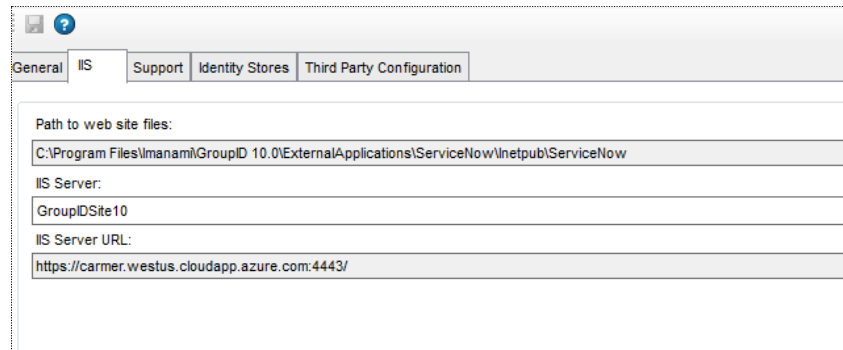 General IIS Support Identity Stores Third Party Configuration
Path to web site files:
C:\Program Files\Imanami\GroupID 10.0\ExternalApplications\ServiceNow\Inetpub\ServiceNow
IIS Server:
GroupIDSite10
IIS Server URL:
https://carmer.westus.cloudapp.azure.com:4443/